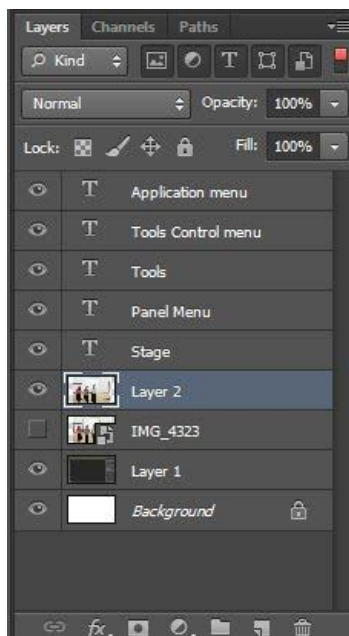 Layers Channels Paths
Kind
Normal Opacity: 100%
Lock: Fill: 100%
T Application menu
T Tools Control menu
T Tools
T Panel Menu
T Stage
Layer 2
IMG_4323
Layer 1
Background
fx.